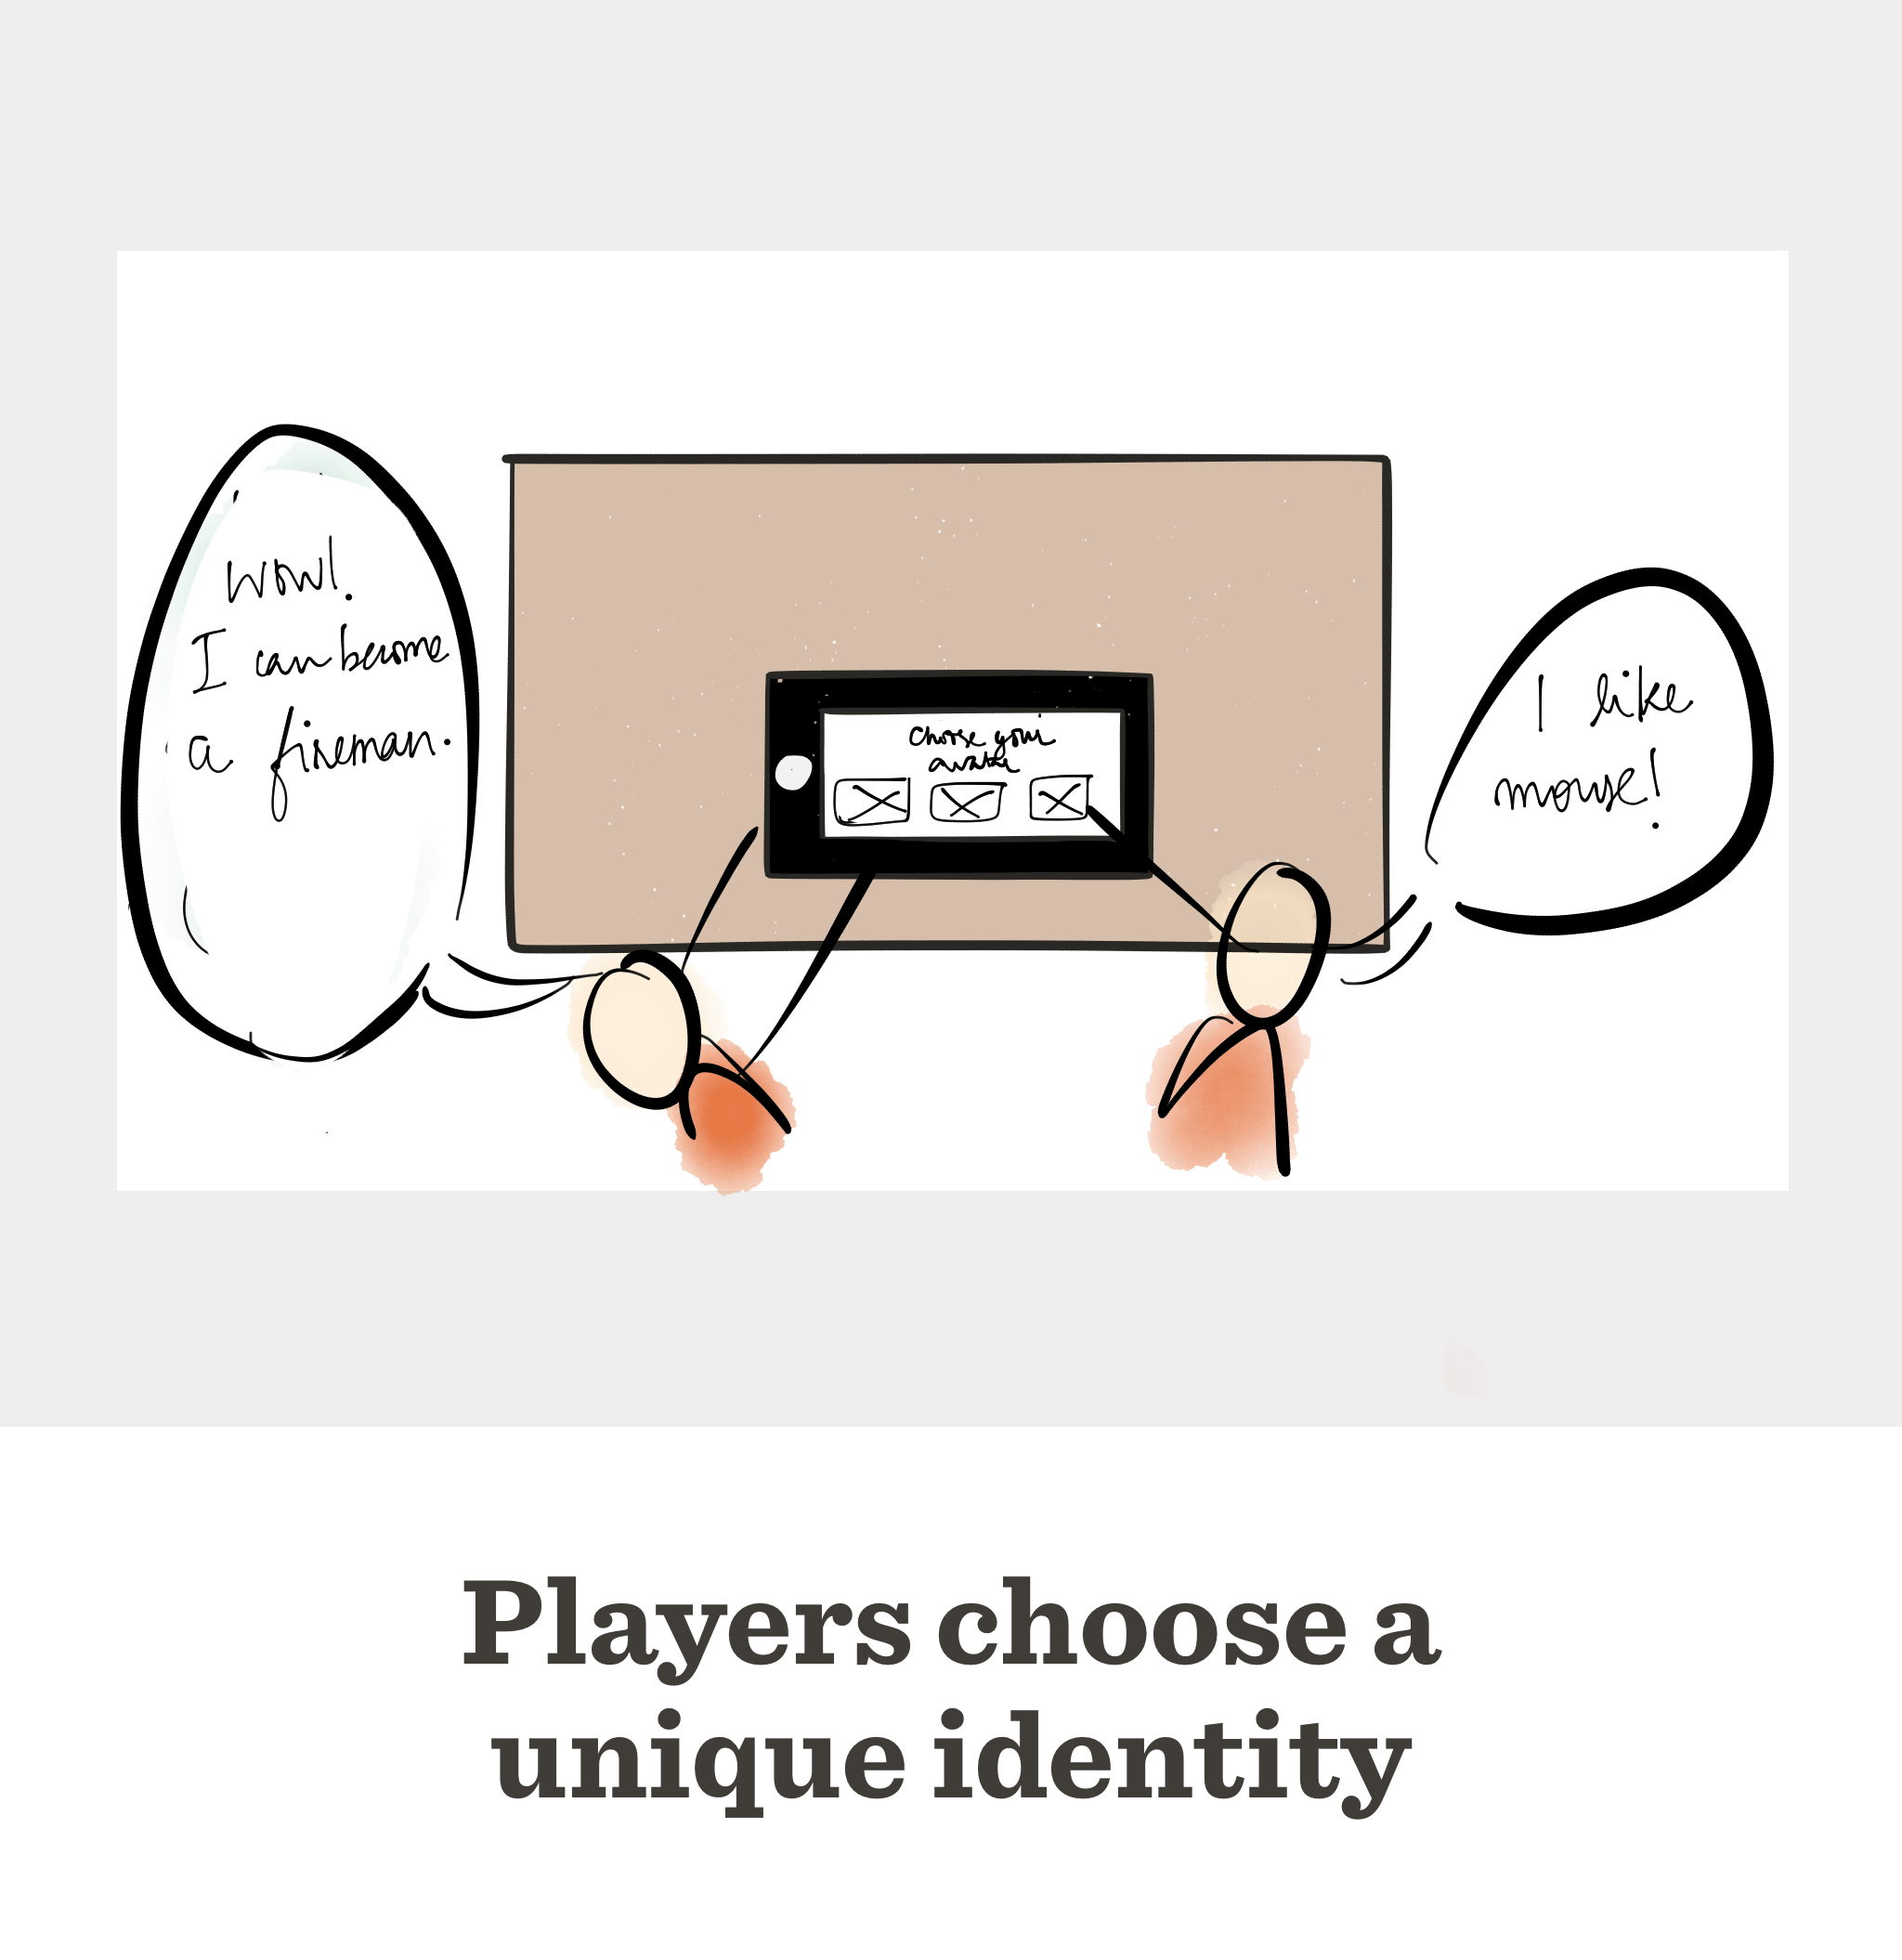 wow!
I can become
a fireman.
choose your
avatar
I like
mouse!
Players choose a
unique identity